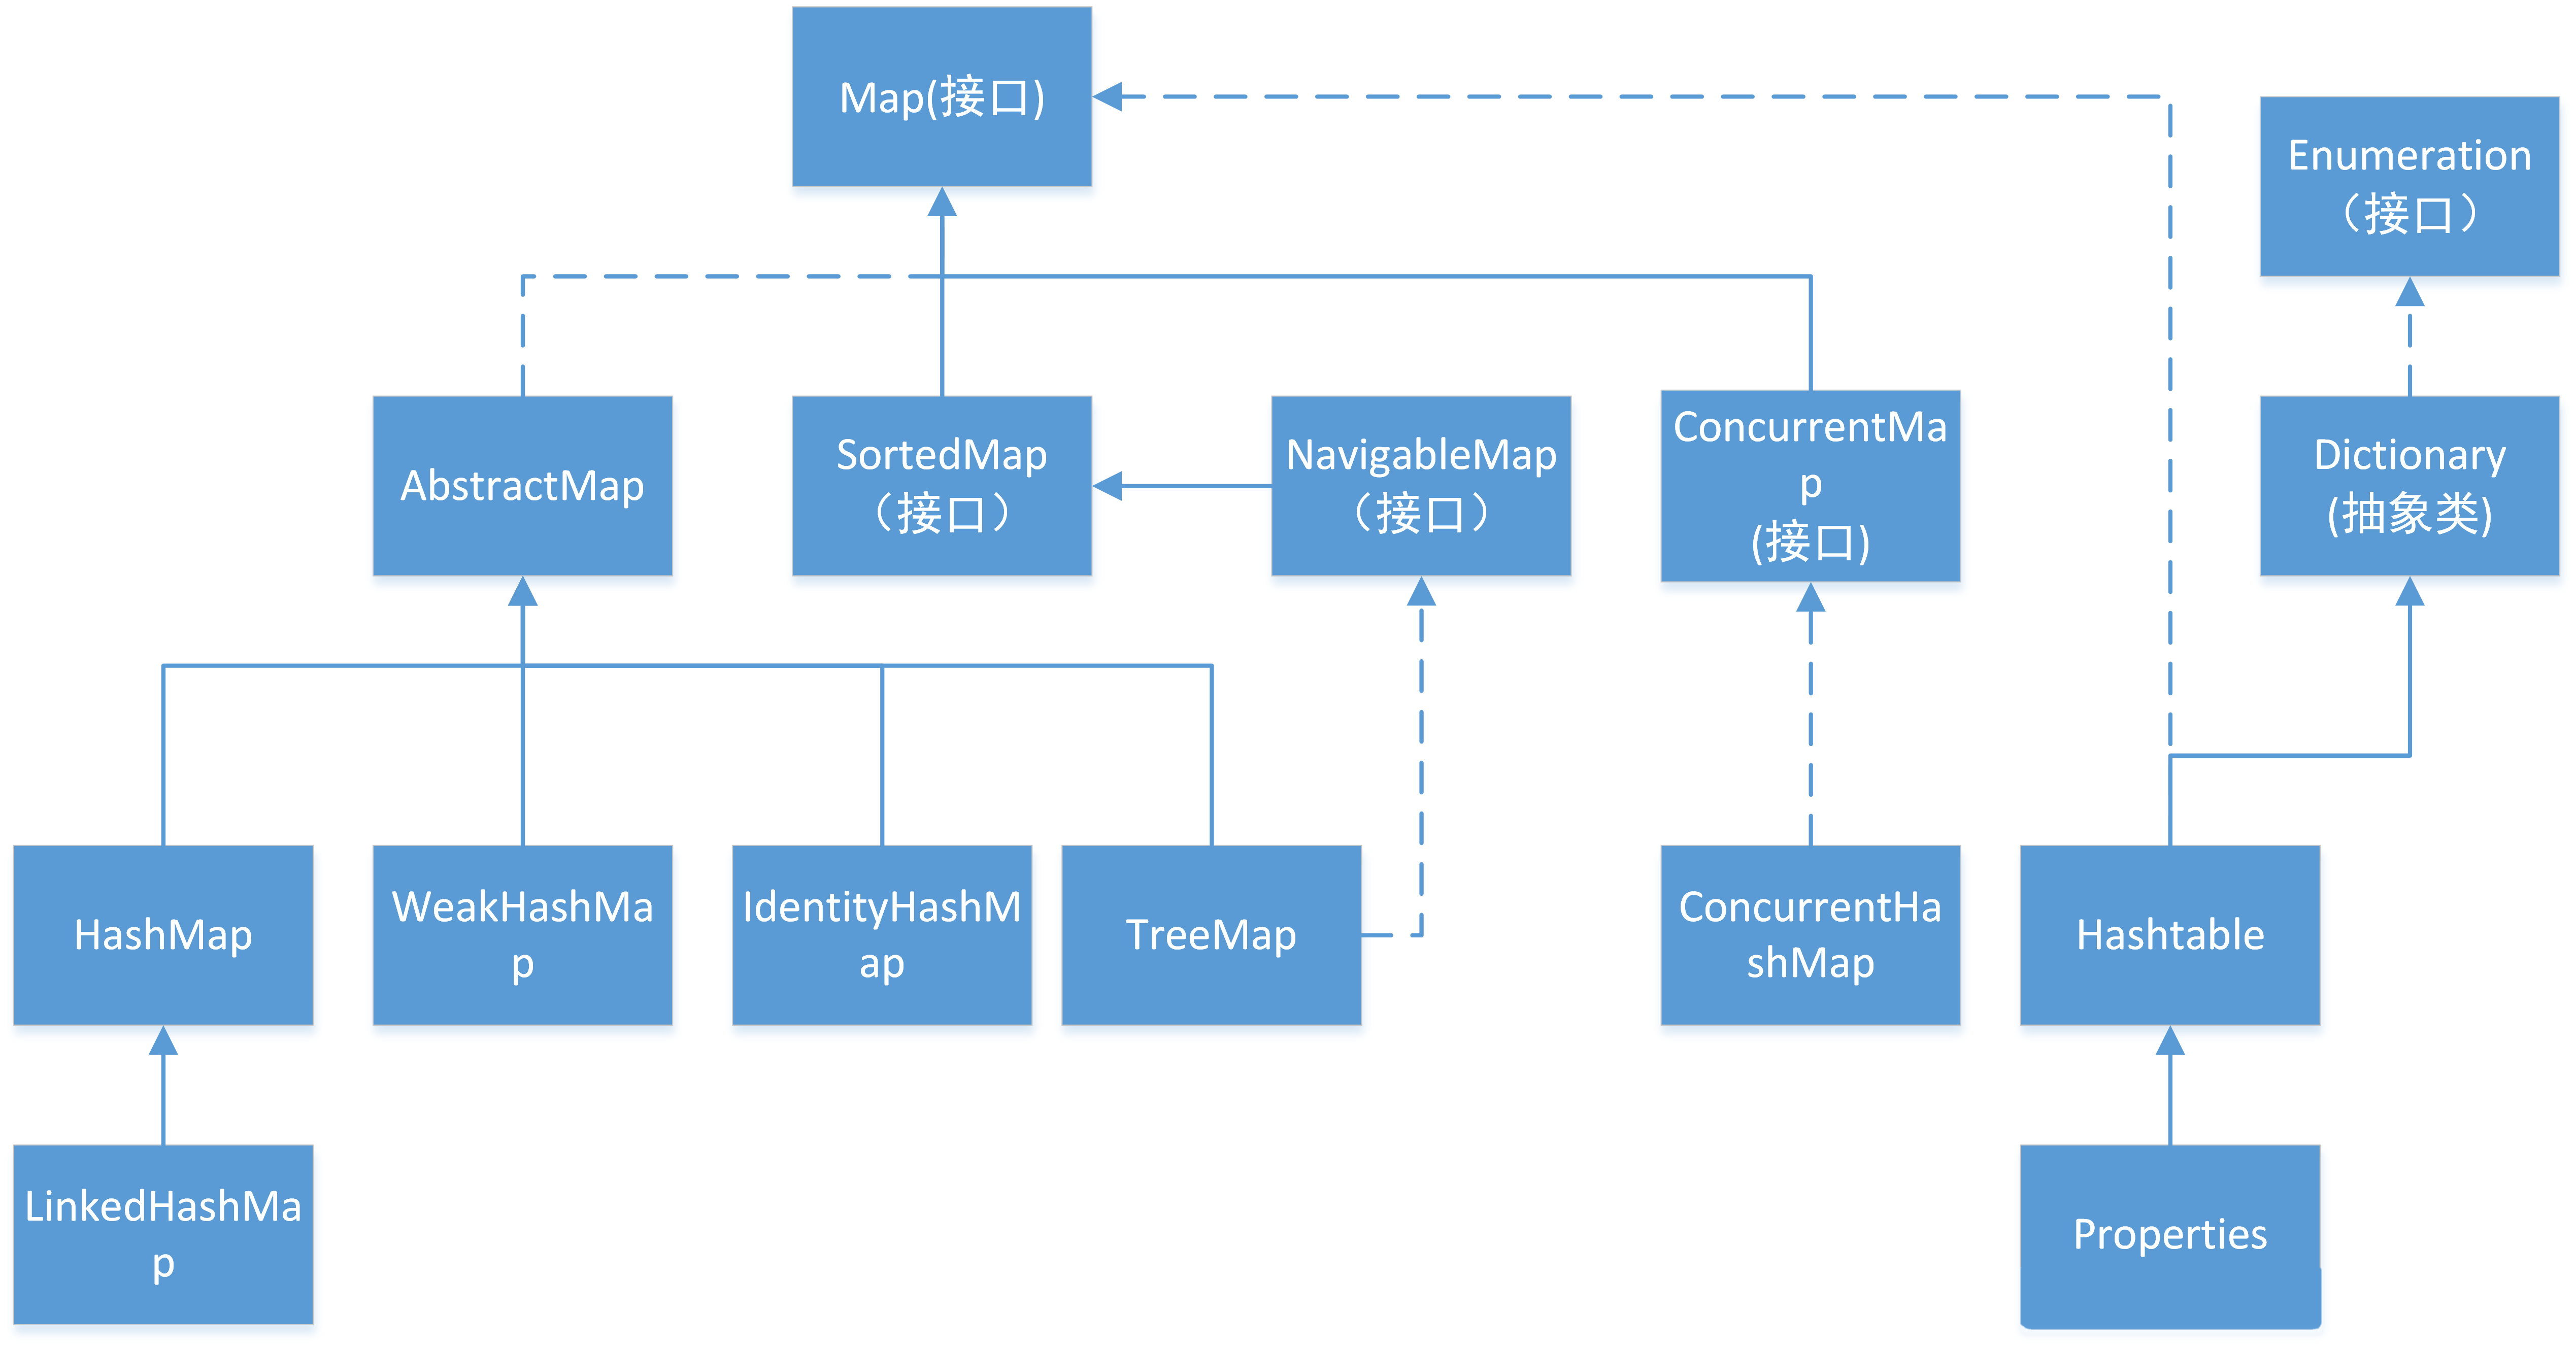 Map(接口)
Enumeration
（接口）
AbstractMap
SortedMap
（接口）
NavigableMap
（接口）
ConcurrentMa
p
(接口)
Dictionary
(抽象类)
HashMap
WeakHashMa
p
IdentityHashM
ap
TreeMap
ConcurrentHa
shMap
Hashtable
LinkedHashMa
p
Properties